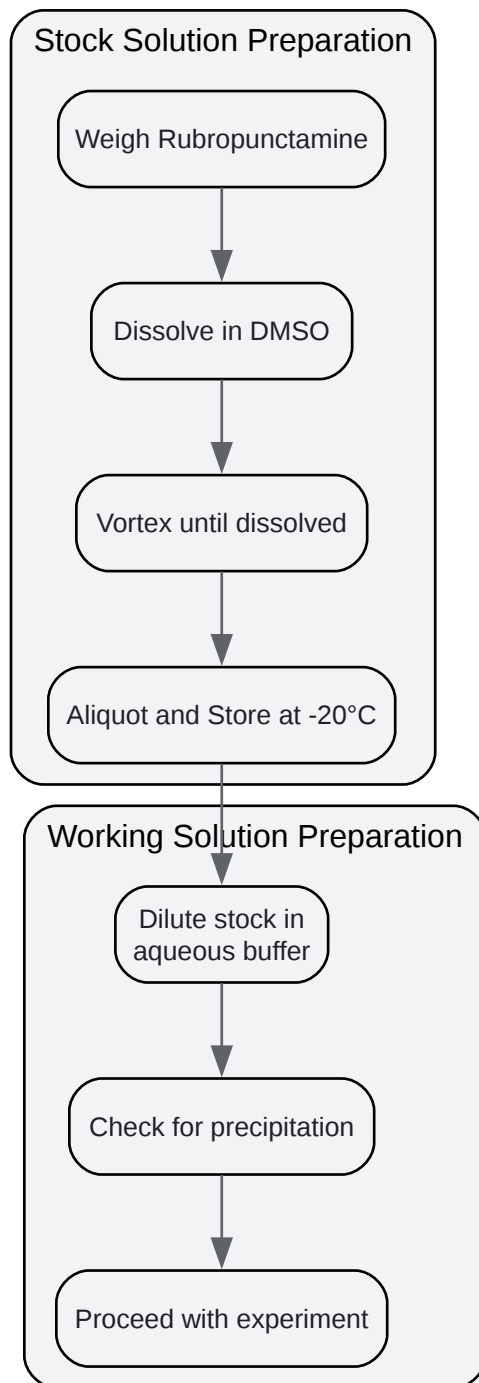 Stock Solution Preparation
Weigh Rubropunctamine
Dissolve in DMSO
Vortex until dissolved
Aliquot and Store at -20°C
Working Solution Preparation
Dilute stock in
aqueous buffer
Check for precipitation
Proceed with experiment